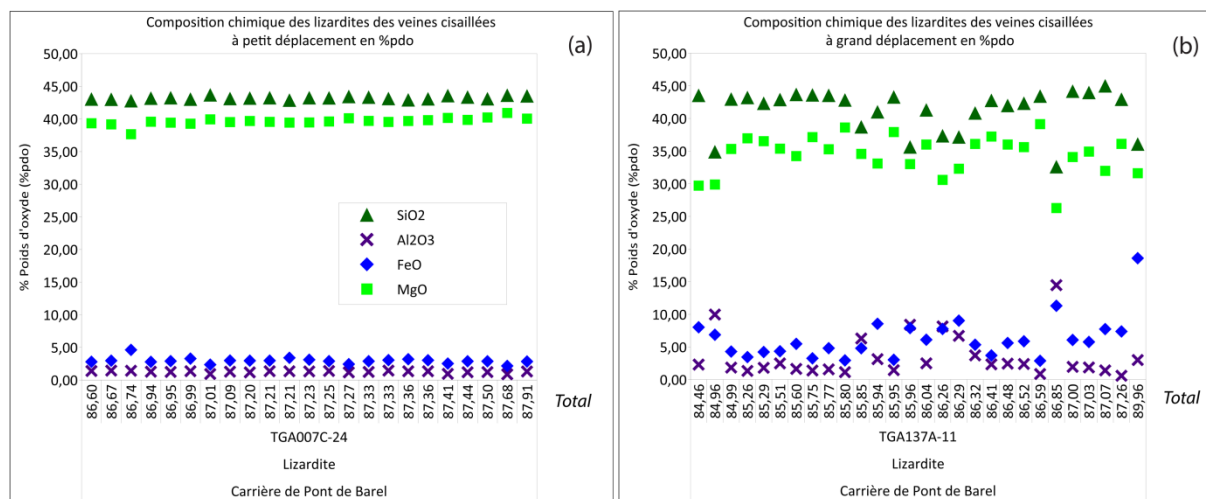 Composition chimique des lizardites des veines cisaillées
à petit déplacement en %pdo
(a)
% Poids d'oxyde (%pdo)
50,00
45,00
40,00
35,00
30,00
25,00
20,00
15,00
10,00
5,00
0,00
SiO2
Al2O3
FeO
MgO
86,60 86,67 86,74 86,94 86,95 86,99 87,01 87,09 87,20 87,21 87,21 87,23 87,25 87,27 87,33 87,33 87,36 87,36 87,41 87,44 87,50 87,68 87,91
Total
TGA007C-24
Lizardite
Carrière de Pont de Barel
Composition chimique des lizardites des veines cisaillées
à grand déplacement en %pdo
(b)
% Poids d'oxyde (%pdo)
50,00
45,00
40,00
35,00
30,00
25,00
20,00
15,00
10,00
5,00
0,00
84,46 84,96 84,99 85,26 85,29 85,51 85,60 85,75 85,77 85,80 85,85 85,94 85,95 85,96 86,04 86,26 86,29 86,32 86,41 86,48 86,52 86,59 86,85 87,00 87,03 87,07 87,26 89,96
Total
TGA137A-11
Lizardite
Carrière de Pont de Barel